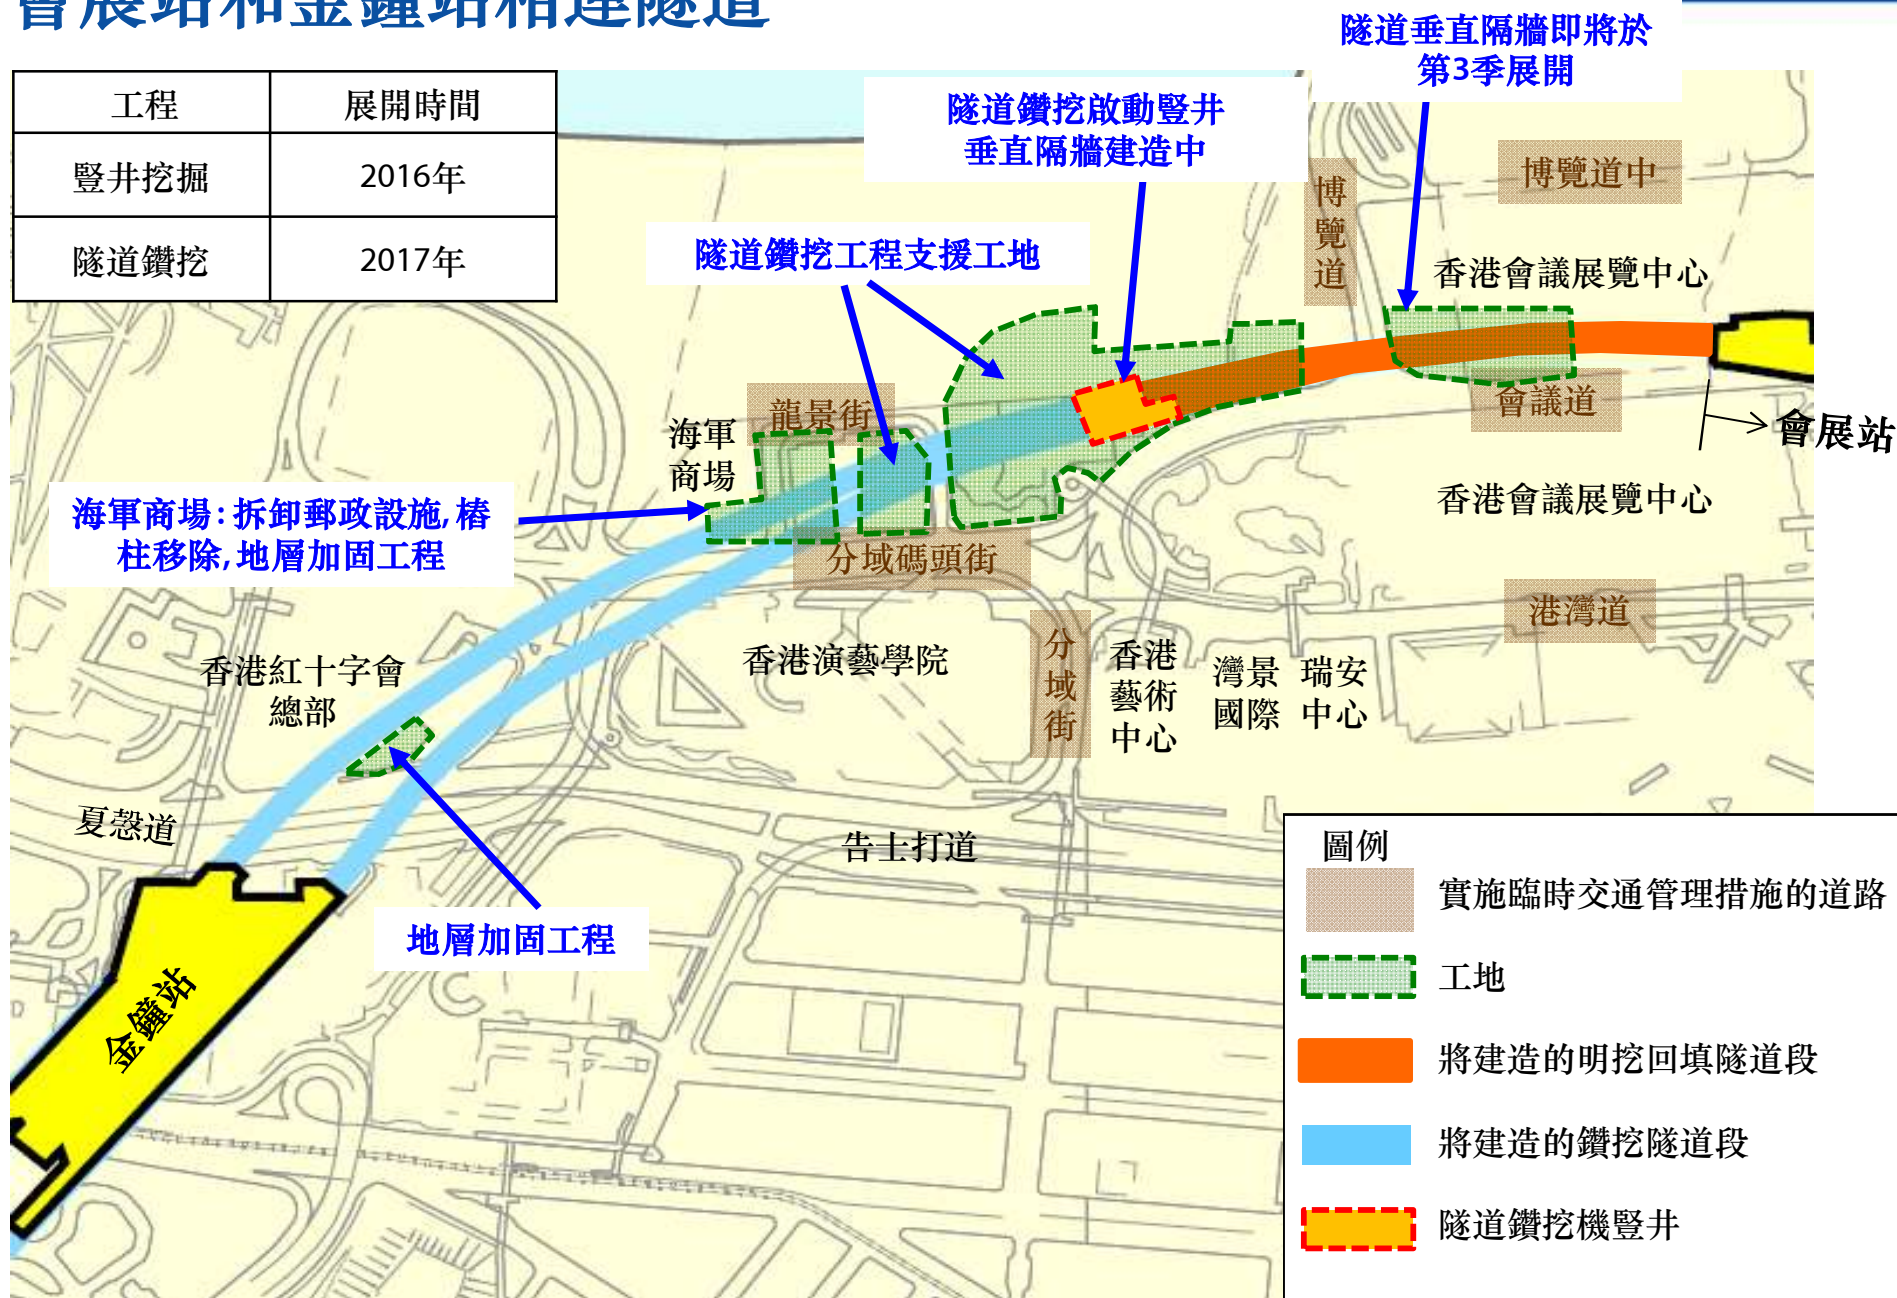 會展站和金鐘站相連隧道
隧道垂直隔牆即將於
第3季展開
工程 展開時間
豎井挖掘 2016年
隧道鑽挖 2017年
隧道鑽挖啟動豎井
垂直隔牆建造中
博覽道中
博覽道
隧道鑽挖工程支援工地
香港會議展覽中心
龍景街
會議道
海軍
商場
會展站
香港會議展覽中心
海軍商場:拆卸郵政設施,樁
柱移除,地層加固工程
分域碼頭街
港灣道
香港紅十字會
總部
香港演藝學院
分域街
香港
藝術
中心
灣景
國際
瑞安
中心
夏愨道
告士打道
地層加固工程
金鐘站
圖例
實施臨時交通管理措施的道路
工地
將建造的明挖回填隧道段
將建造的鑽挖隧道段
隧道鑽挖機豎井